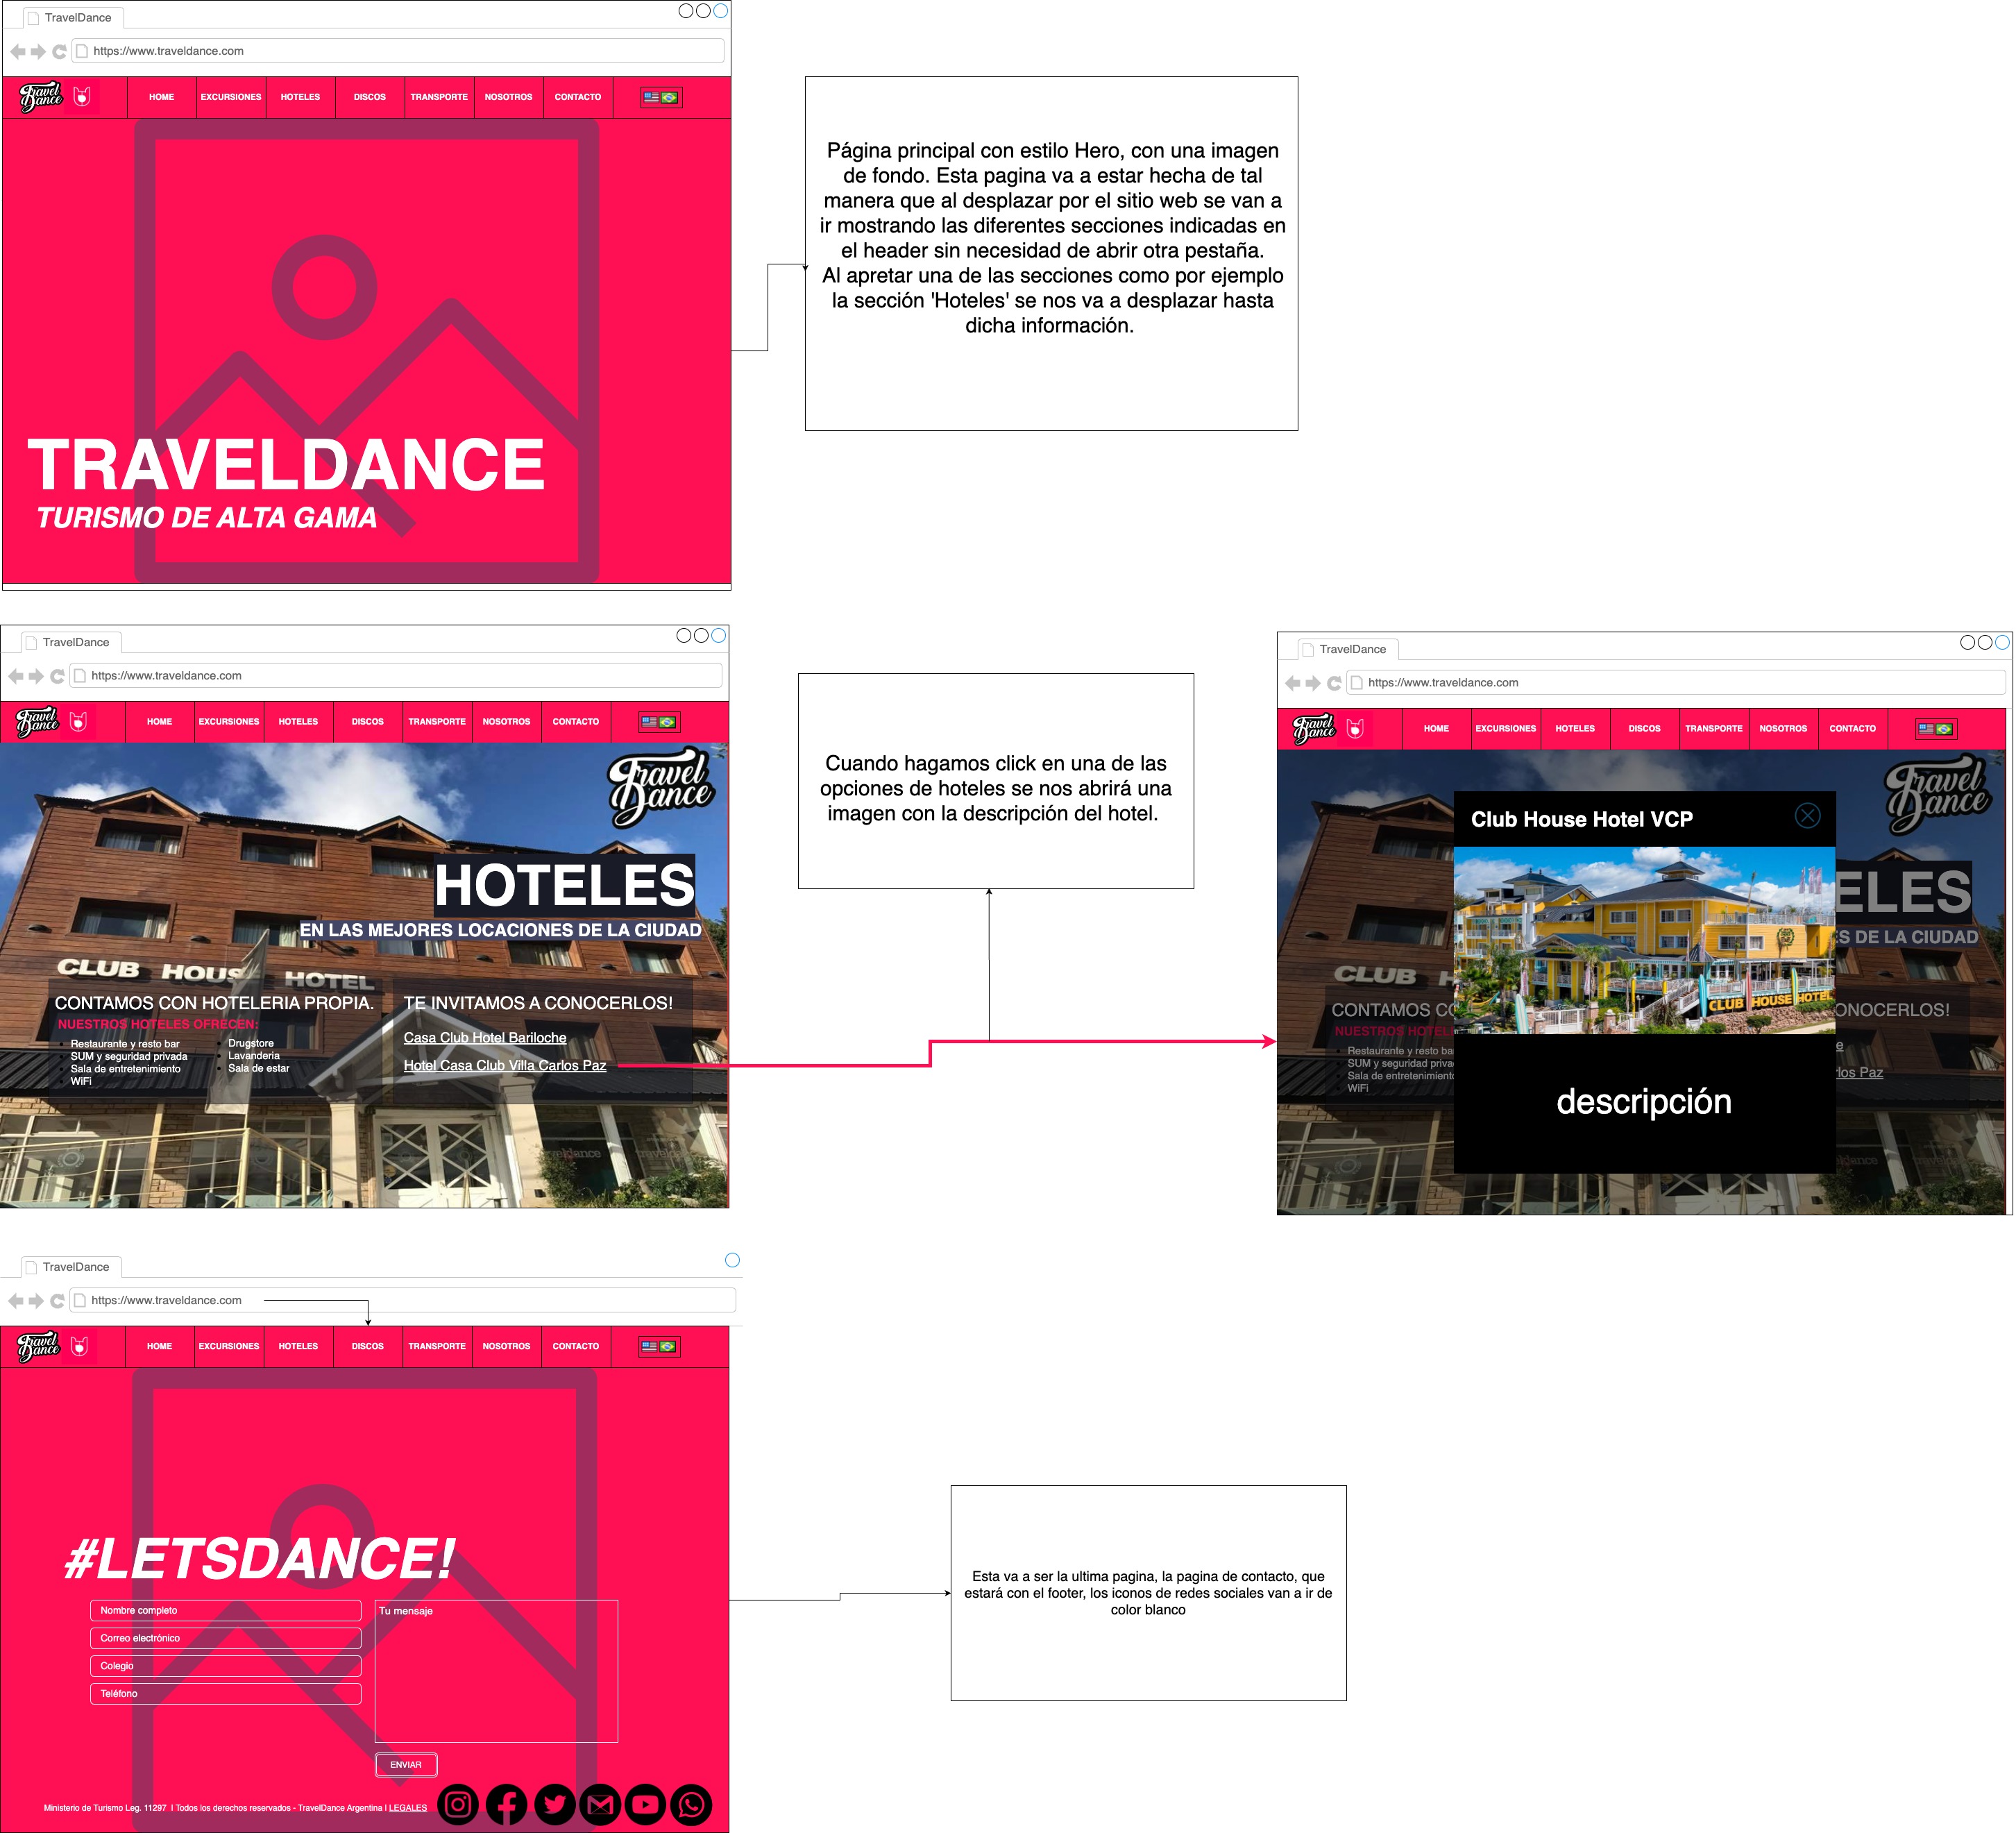 TravelDance
https://www.traveldance.com
Travel
Dance
HOME
EXCURSIONES
HOTELES
DISCOS
TRANSPORTE
NOSOTROS
CONTACTO
TRAVELDANCE
TURISMO DE ALTA GAMA
Página principal con estilo Hero, con una imagen
de fondo. Esta pagina va a estar hecha de tal
manera que al desplazar por el sitio web se van a
ir mostrando las diferentes secciones indicadas en
el header sin necesidad de abrir otra pestaña.
Al apretar una de las secciones como por ejemplo
la sección 'Hoteles' se nos va a desplazar hasta
dicha información.
TravelDance
https://www.traveldance.com
Travel
Dance
HOME
EXCURSIONES
HOTELES
DISCOS
TRANSPORTE
NOSOTROS
CONTACTO
Travel
Dance
HOTELES
EN LAS MEJORES LOCACIONES DE LA CIUDAD
CLUB HOUS HOTEL
CONTAMOS CON HOTELERIA PROPIA.
NUESTROS HOTELES OFRECEN:
Restaurante y resto bar
SUM y seguridad privada
Sala de entretenimiento
WiFi
Drugstore
Lavanderia
Sala de estar
TE INVITAMOS A CONOCERLOS!
Casa Club Hotel Bariloche
Hotel Casa Club Villa Carlos Paz
traveldance
Cuando hagamos click en una de las
opciones de hoteles se nos abrirá una
imagen con la descripción del hotel.
TravelDance
https://www.traveldance.com
Travel
Dance
HOME
EXCURSIONES
HOTELES
DISCOS
TRANSPORTE
NOSOTROS
CONTACTO
Travel
Dance
Club House Hotel VCP
ELES
S DE LA CIUDAD
CLUB H
CLUB HOUSE HOTEL
CONTAMOS CO
NUESTROS HOTEL
Restaurante y resto ba
SUM y seguridad privad
Sala de entretenimiento
WiFi
ONOCERLOS!
e
rlos Paz
descripción
TravelDance
https://www.traveldance.com
Travel
Dance
HOME
EXCURSIONES
HOTELES
DISCOS
TRANSPORTE
NOSOTROS
CONTACTO
#LETSDANCE!
Nombre completo
Correo electrónico
Colegio
Teléfono
Tu mensaje
ENVIAR
Ministerio de Turismo Leg. 11297 | Todos los derechos reservados - TravelDance Argentina | LEGALES
Esta va a ser la ultima pagina, la pagina de contacto, que
estará con el footer, los iconos de redes sociales van a ir de
color blanco